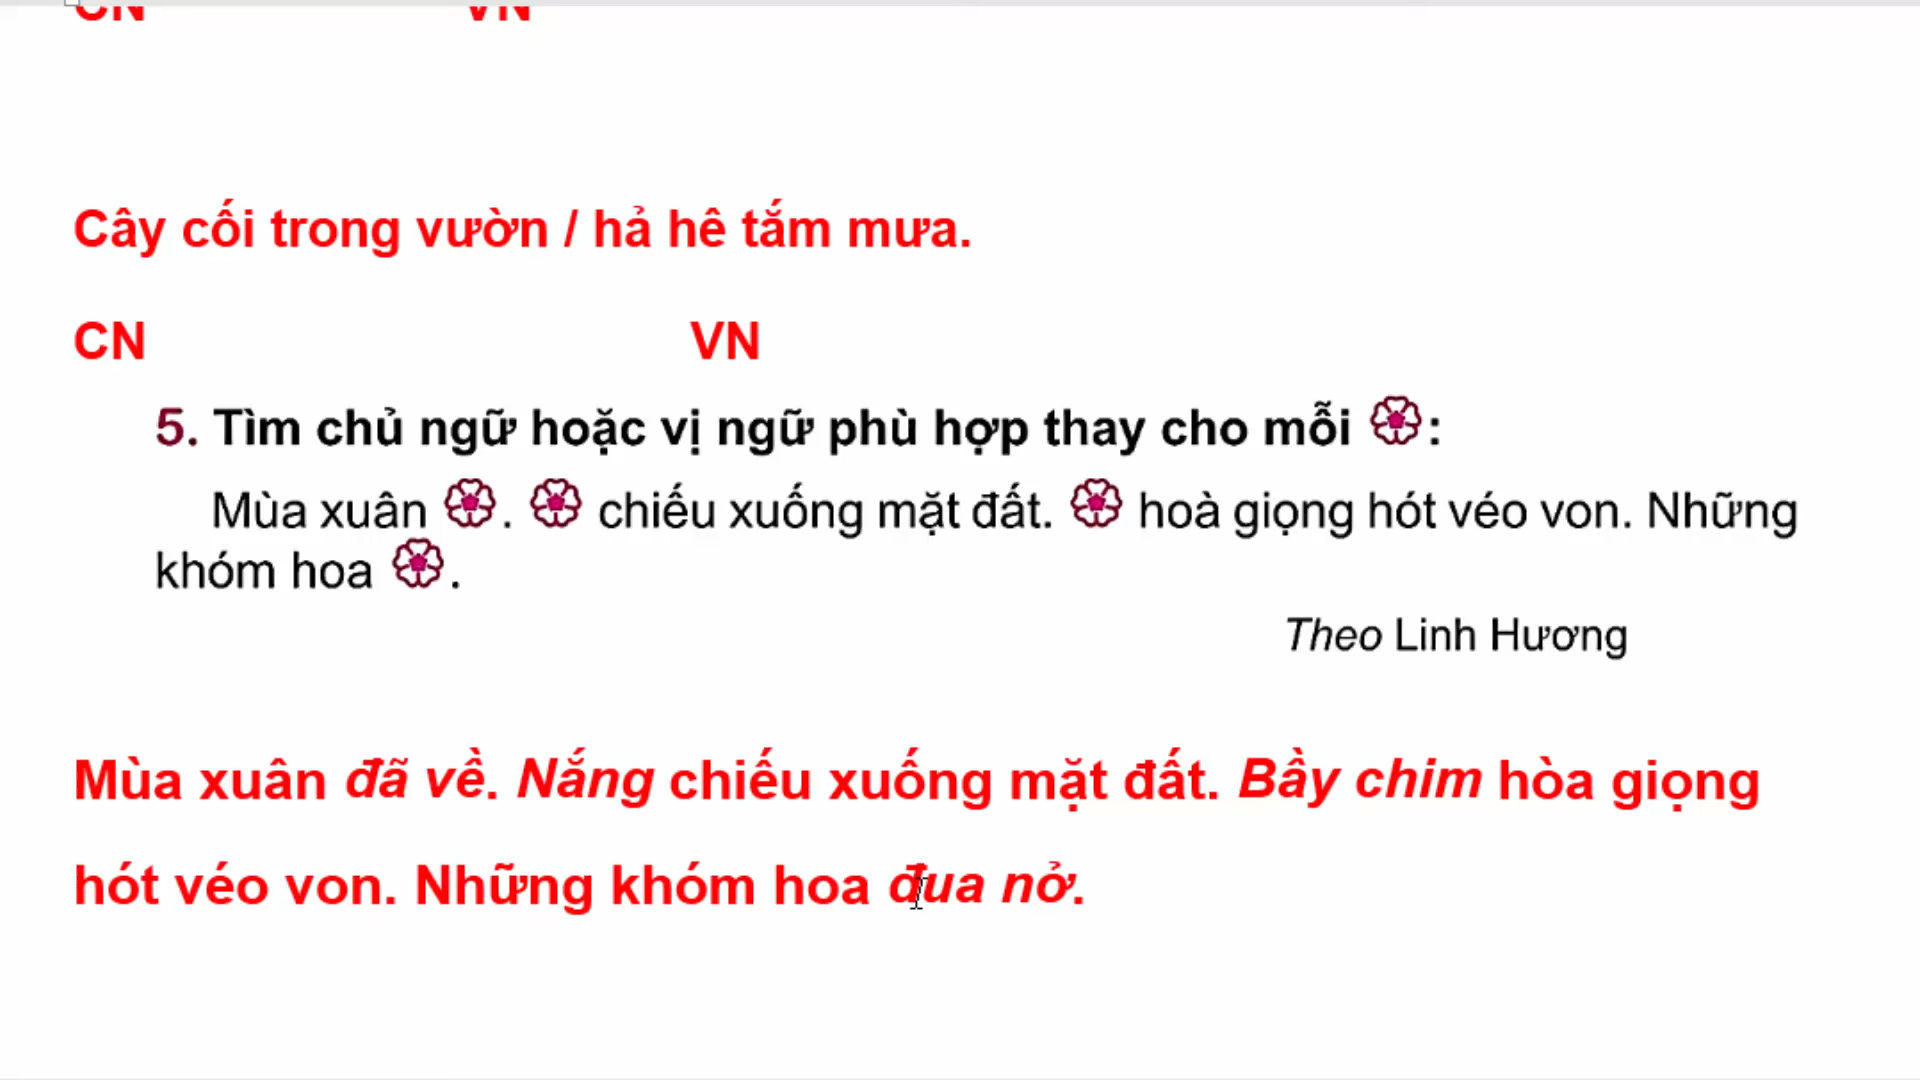 CN VN
Cây cối trong vườn / hả hê tắm mưa.
CN VN
5. Tìm chủ ngữ hoặc vị ngữ phù hợp thay cho mỗi :
Mùa xuân . chiếu xuống mặt đất. hoà giọng hót véo von. Những
khóm hoa .
Theo Linh Hương
Mùa xuân đã về. Nắng chiếu xuống mặt đất. Bầy chim hòa giọng
hót véo von. Những khóm hoa đua nở.